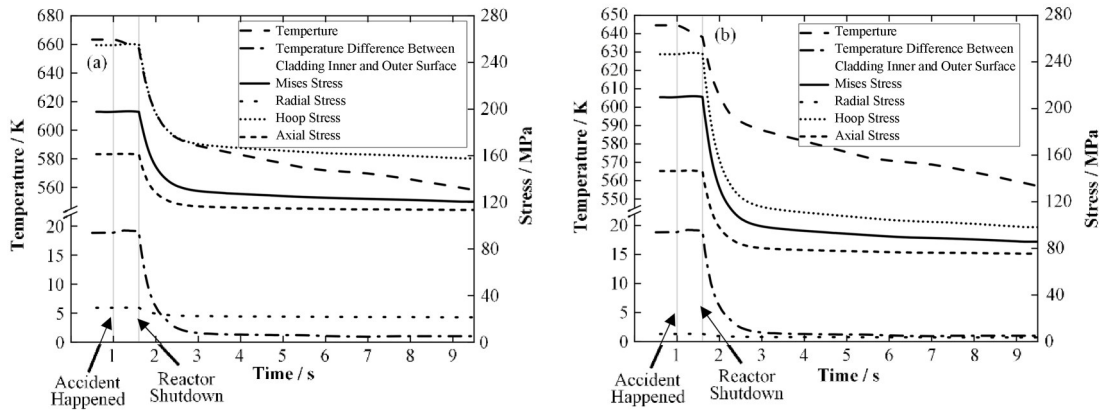 680
660
640
620
600
580
560
20
15
10
5
0
Temperature / K
(a)
Temperture
Temperature Difference Between
Cladding Inner and Outer Surface
Mises Stress
Radial Stress
Hoop Stress
Axial Stress
280
240
200
160
120
80
40
0
Stress / MPa
1 2 3 4 5 6 7 8 9
Time / s
Accident
Happened
Reactor
Shutdown
650
640
630
620
610
600
590
580
570
560
550
20
15
10
5
0
Temperature / K
(b)
Temperture
Temperature Difference Between
Cladding Inner and Outer Surface
Mises Stress
Radial Stress
Hoop Stress
Axial Stress
280
240
200
160
120
80
40
0
Stress / MPa
1 2 3 4 5 6 7 8 9
Time / s
Accident
Happened
Reactor
Shutdown